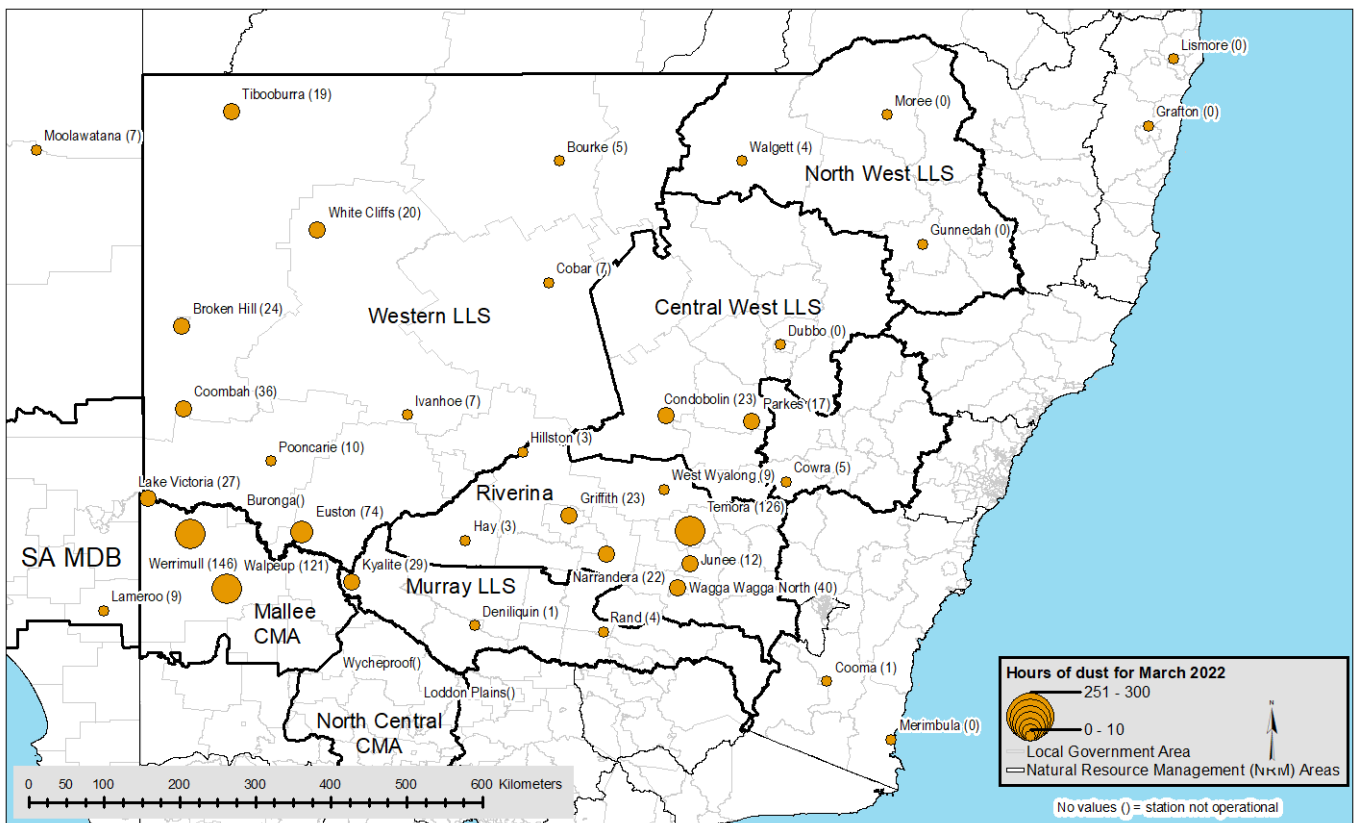 Lismore (0)
Tibooburra (19)
Moree (0)
Grafton (0)
Moolawatana (7)
Bourke (5)
Walgett (4)
North West LLS
White Cliffs (20)
Gunnedah (0)
Cobar (7)
Broken Hill (24)
Western LLS
Central West LLS
Dubbo (0)
Coombah (36)
Ivanhoe (7)
Condobolin (23)
Parkes (17)
Pooncarie (10)
Hillston (3)
Lake Victoria (27)
West Wyalong (9)
Cowra (5)
Buronga()
Riverina
Griffith (23)
Euston (74)
Temora (126)
Hay (3)
SA MDB
Werrimull (146)
Walpeup (121)
Kyalite (29)
Junee (12)
Narrandera (22)
Murray LLS
Wagga Wagga North (40)
Lameroo (9)
Mallee
CMA
Deniliquin (1)
Rand (4)
Wycheproof()
Cooma (1)
Loddon Plains()
North Central
CMA
Merimbula (0)
Hours of dust for March 2022
251 - 300
0 - 10
N
Local Government Area
Natural Resource Management (NRM) Areas
0 50 100 200 300 400 500 600 Kilometers
No values () = station not operational